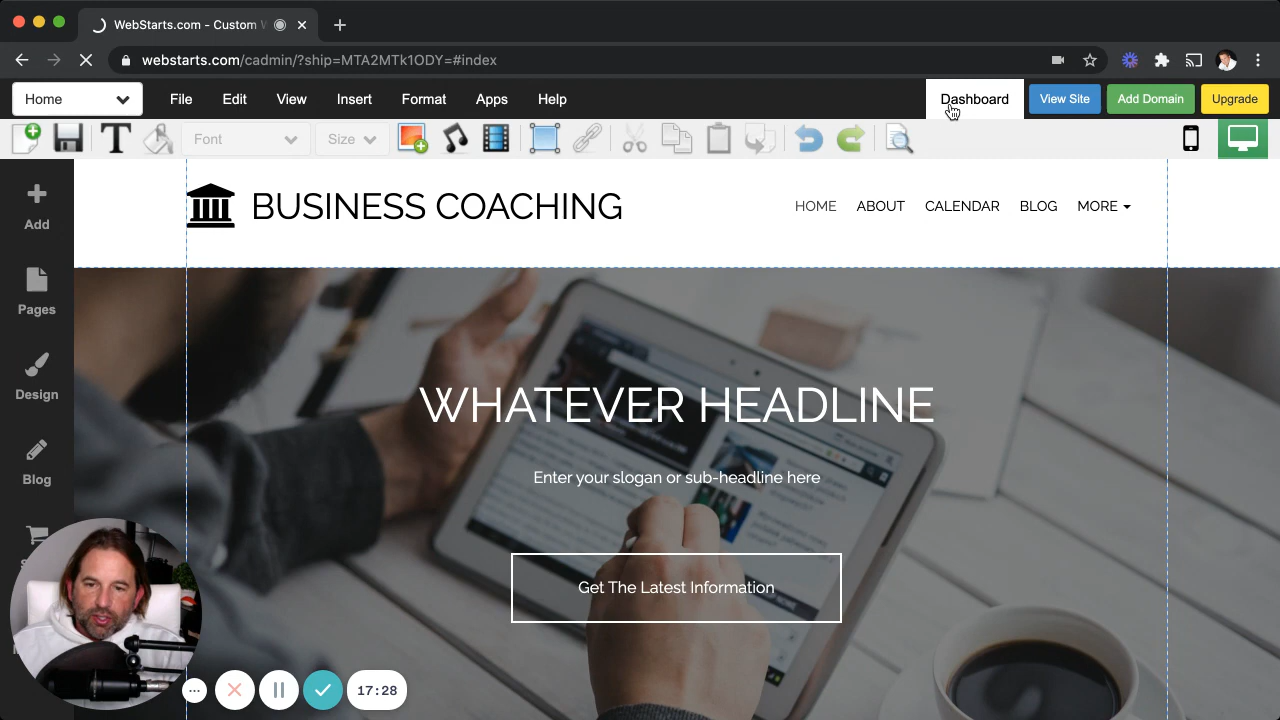 WebStarts.com - Custom W
webstarts.com/cadmin/?ship=MTA2MTk1ODY=#index
Home
File
Edit
View
Insert
Format
Apps
Help
Dashboard
View Site
Add Domain
Upgrade
Font
Size
Add
Pages
Design
Blog
BUSINESS COACHING
HOME
ABOUT
CALENDAR
BLOG
MORE
WHATEVER HEADLINE
Enter your slogan or sub-headline here
Get The Latest Information
17:28